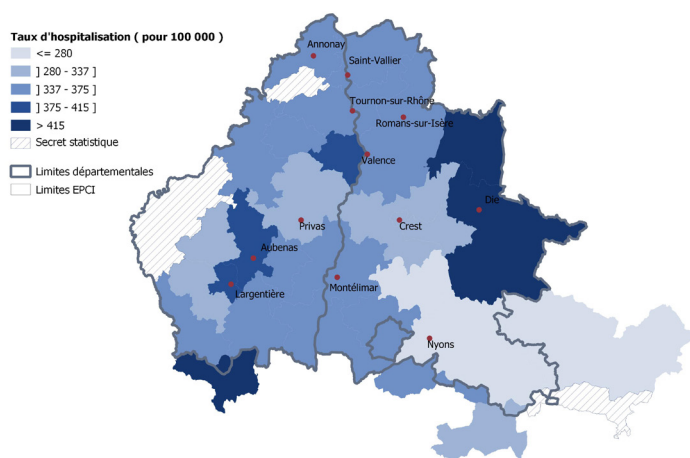 Taux d'hospitalisation ( pour 100 000 )
<= 280
] 280 - 337 ]
] 337 - 375 ]
] 375 - 415 ]
> 415
Secret statistique
Limites départementales
Limites EPCI
Annonay
Saint-Vallier
Tournon-sur-Rhône
Romans-sur-Isère
Valence
Die
Privas
Crest
Aubenas
Largentière
Montélimar
Nyons